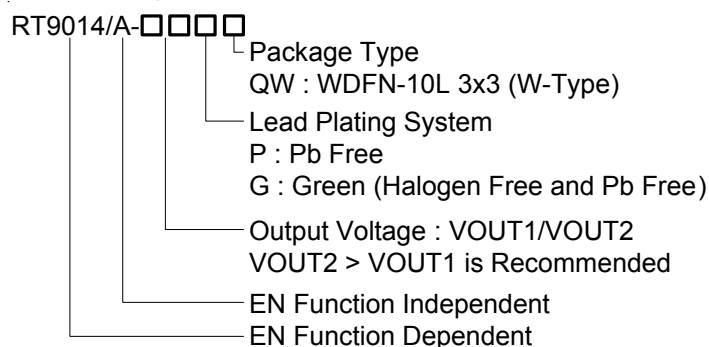 RT9014/A-□□□□
Package Type
QW : WDFN-10L 3x3 (W-Type)
Lead Plating System
P : Pb Free
G : Green (Halogen Free and Pb Free)
Output Voltage : VOUT1/VOUT2
VOUT2 > VOUT1 is Recommended
EN Function Independent
EN Function Dependent